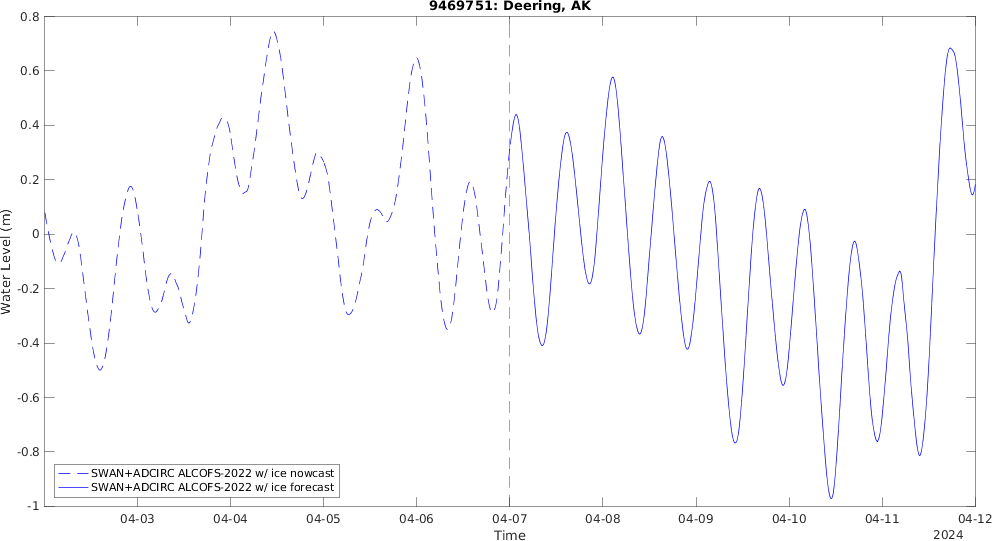 9469751: Deering, AK
Water Level (m)
0.8
0.6
0.4
0.2
0
-0.2
-0.4
-0.6
-0.8
-1
SWAN+ADCIRC ALCOFS-2022 w/ ice nowcast
SWAN+ADCIRC ALCOFS-2022 w/ ice forecast
04-03 04-04 04-05 04-06 04-07 04-08 04-09 04-10 04-11 04-12
Time
2024